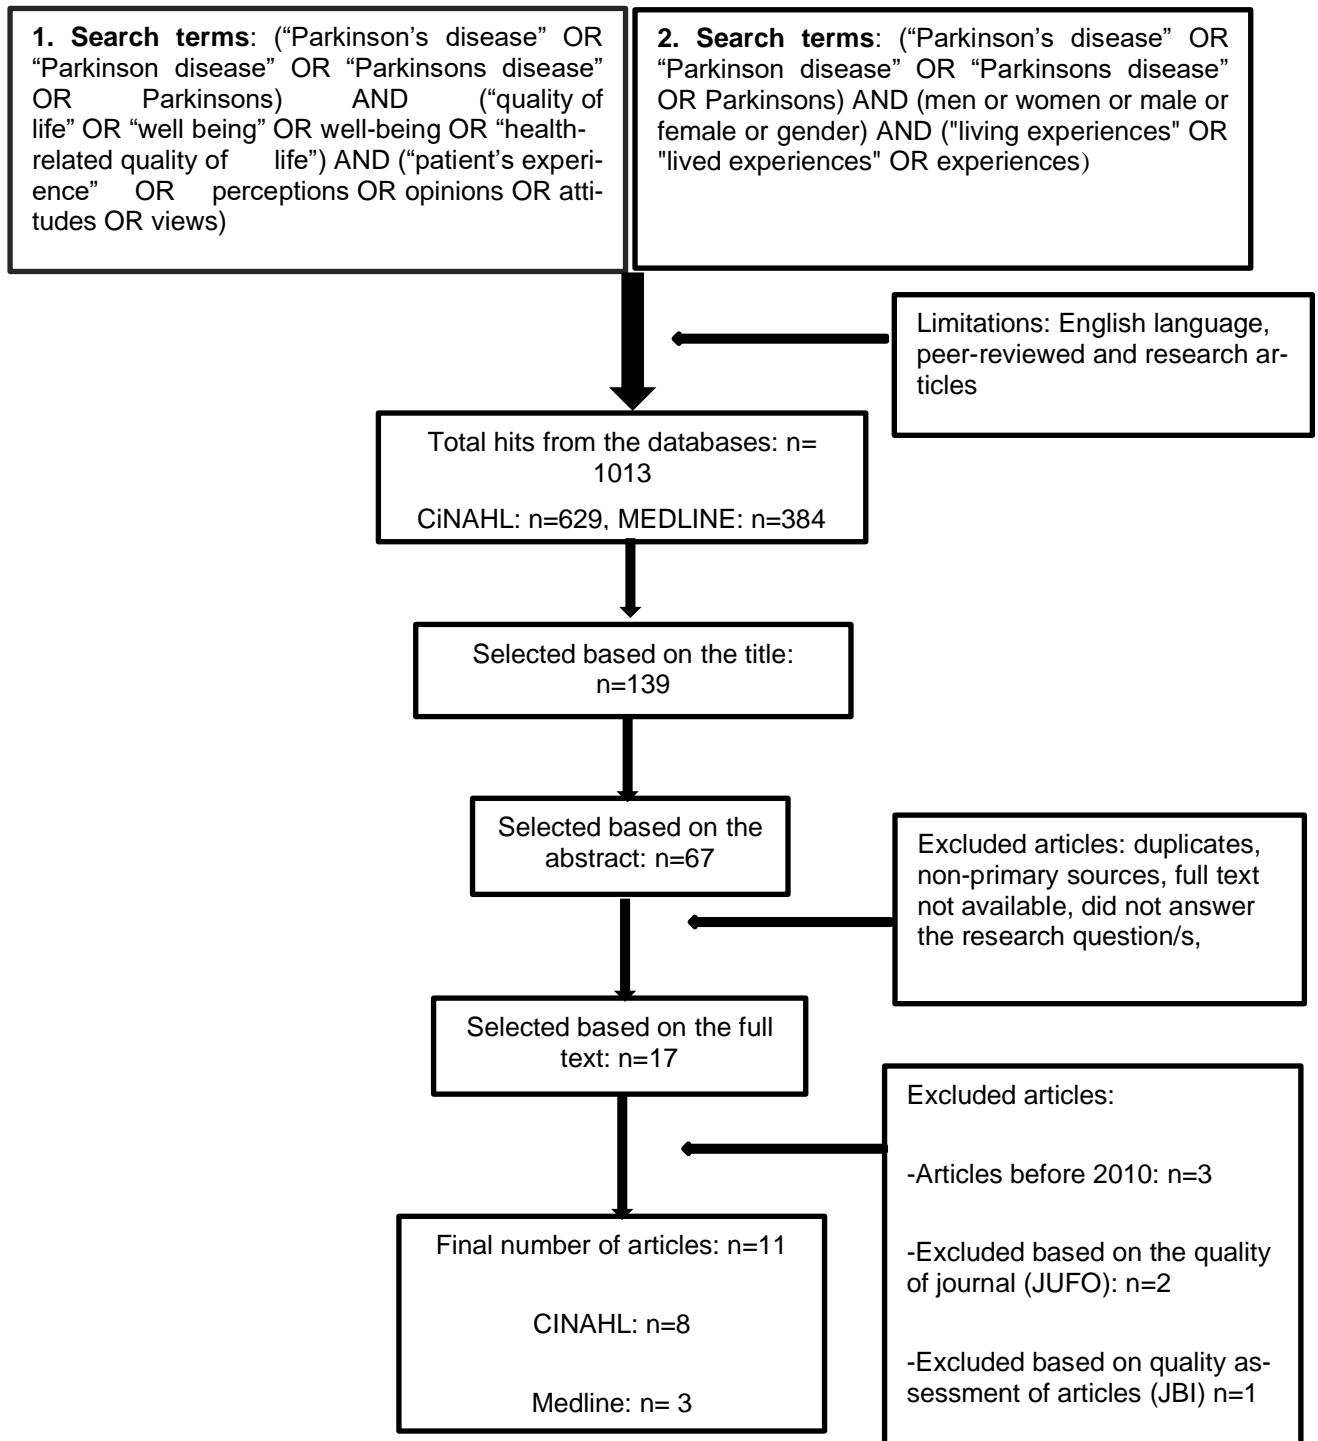 1. Search terms: (“Parkinson’s disease” OR
“Parkinson disease” OR “Parkinsons disease”
OR Parkinsons) AND (“quality of
life” OR “well being” OR well-being OR “health-
related quality of life”) AND (“patient’s experi-
ence” OR perceptions OR opinions OR atti-
tudes OR views)
2. Search terms: (“Parkinson’s disease” OR
“Parkinson disease” OR “Parkinsons disease”
OR Parkinsons) AND (men or women or male or
female or gender) AND ("living experiences" OR
"lived experiences" OR experiences)
Limitations: English language,
peer-reviewed and research ar-
ticles
Total hits from the databases: n=
1013
CiNAHL: n=629, MEDLINE: n=384
Selected based on the title:
n=139
Selected based on the
abstract: n=67
Excluded articles: duplicates,
non-primary sources, full text
not available, did not answer
the research question/s,
Selected based on the full
text: n=17
Excluded articles:
-Articles before 2010: n=3
-Excluded based on the quality
of journal (JUFO): n=2
-Excluded based on quality as-
sessment of articles (JBI) n=1
Final number of articles: n=11
CINAHL: n=8
Medline: n= 3